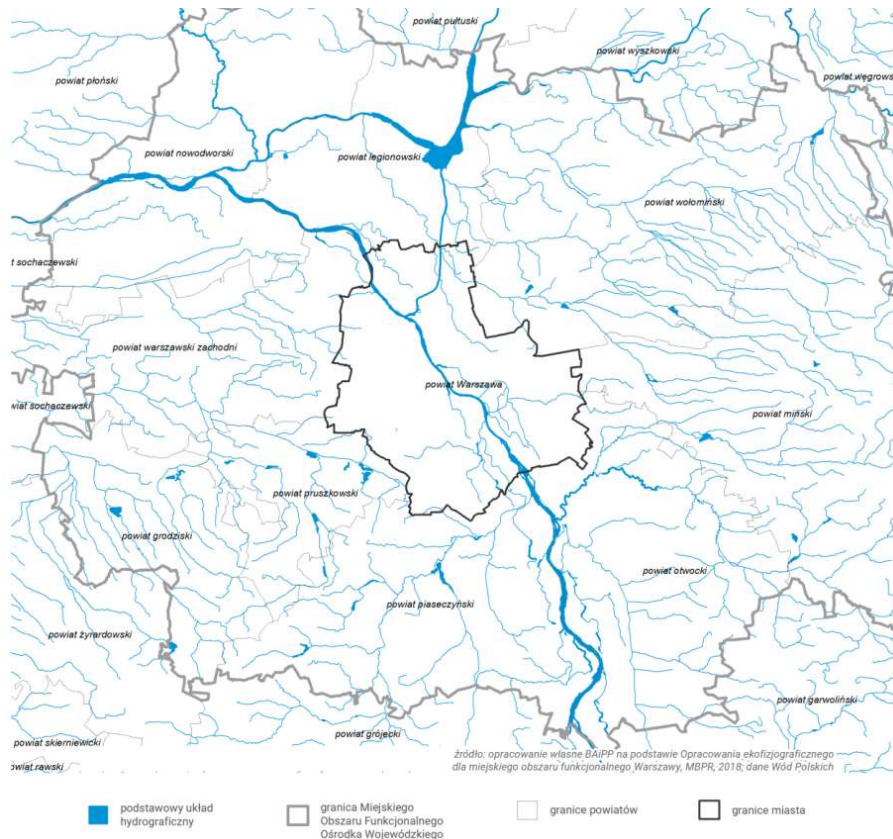 powiat pułtuski
powiat wyszkowski
powiat węgrows
powiat płoński
powiat nowodworski
powiat legionowski
powiat wołomiński
t sochaczewski
powiat warszawski zachodni
powiat Warszawa
wiat sochaczewski
powiat miński
powiat pruszkowski
powiat grodziski
powiat otwocki
powiat piaseczyński
powiat żyrardowski
powiat garwoliński
powiat grójecki
powiat skierniewicki
owiat rawski
źródło: opracowanie własne BAiPP na podstawie Opracowania ekofizjograficznego
dla miejskiego obszaru funkcjonalnego Warszawy, MBPR, 2018; dane Wód Polskich
podstawowy układ
hydrograficzny
granica Miejskiego
Obszaru Funkcjonalnego
Ośrodka Wojewódzkiego
granice powiatów
granice miasta